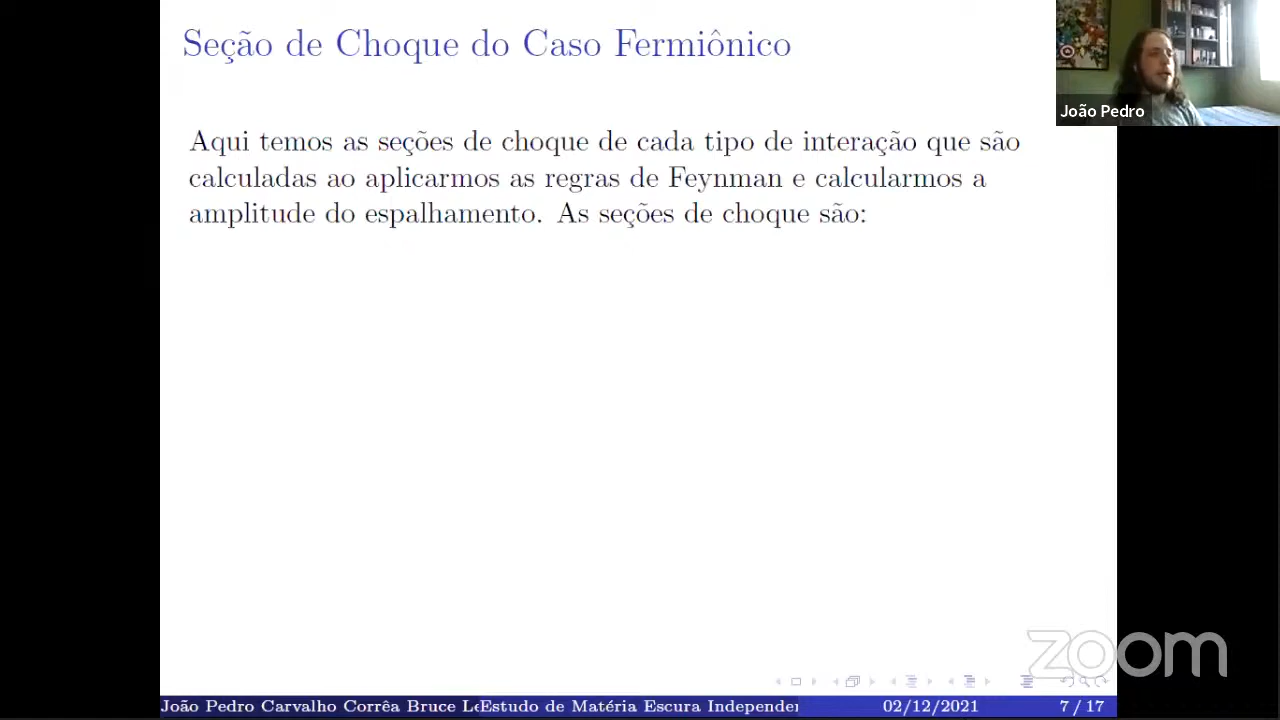 Seção de Choque do Caso Fermiônico
João Pedro
Aqui temos as seções de choque de cada tipo de interação que são
calculadas ao aplicarmos as regras de Feynman e calcularmos a
amplitude do espalhamento. As seções de choque são:
zoom
João Pedro Carvalho Corrêa Bruce Le Estudo de Matéria Escura Independen 02/12/2021 7 / 17